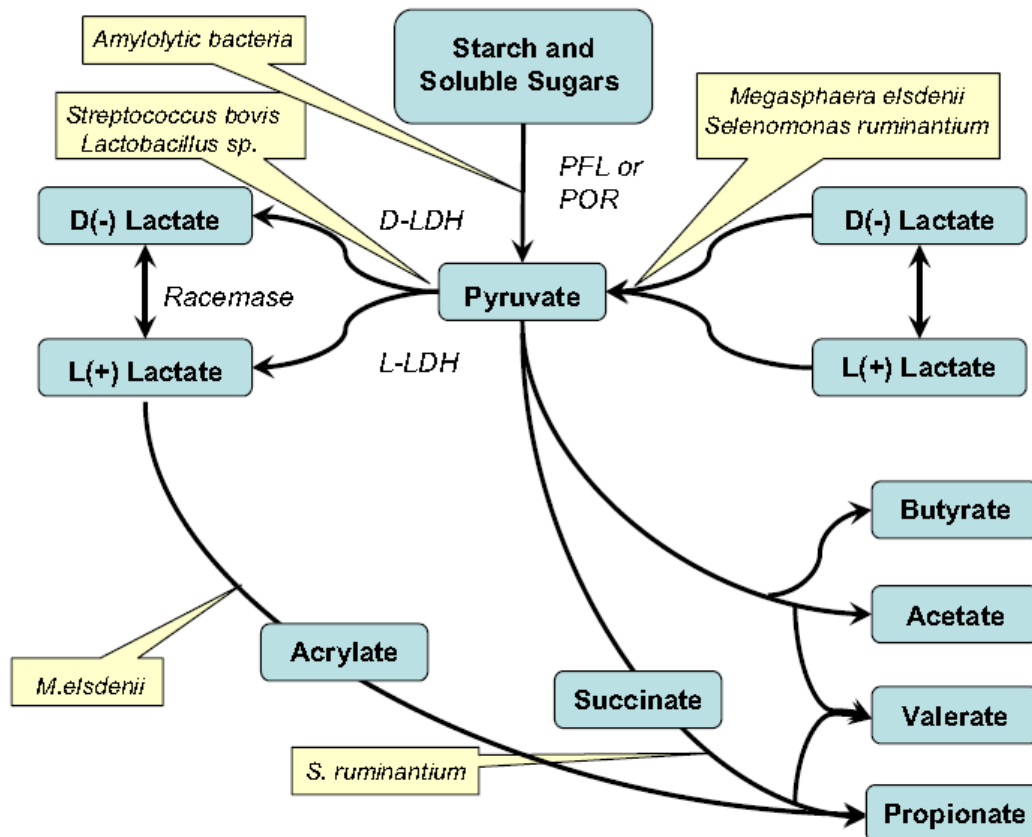 Amylolytic bacteria
Starch and
Soluble Sugars
Streptococcus bovis
Lactobacillus sp.
Megasphaera elsdenii
Selenomonas ruminantium
PFL or
POR
D(-) Lactate
D-LDH
D(-) Lactate
Racemase
Pyruvate
L(+) Lactate
L-LDH
L(+) Lactate
Butyrate
Acetate
Acrylate
M.elsdenii
Succinate
Valerate
S. ruminantium
Propionate